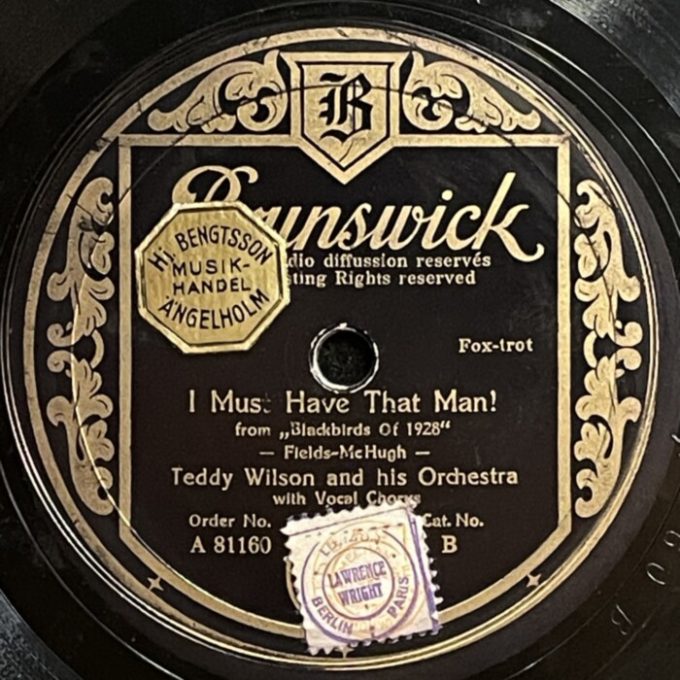 B
Brunswick
dio diffussion reservés
sting Rights reserved
Hj. BENGTSSON
MUSIK-
HANDEL
ÄNGELHOLM
Fox-trot
I Must Have That Man!
from „Blackbirds Of 1928“
— Fields-McHugh —
Teddy Wilson and his Orchestra
with Vocal Chorus
Order No.
Cat. No.
A 81160
B
LAWRENCE
WRIGHT
BERLIN
PARIS